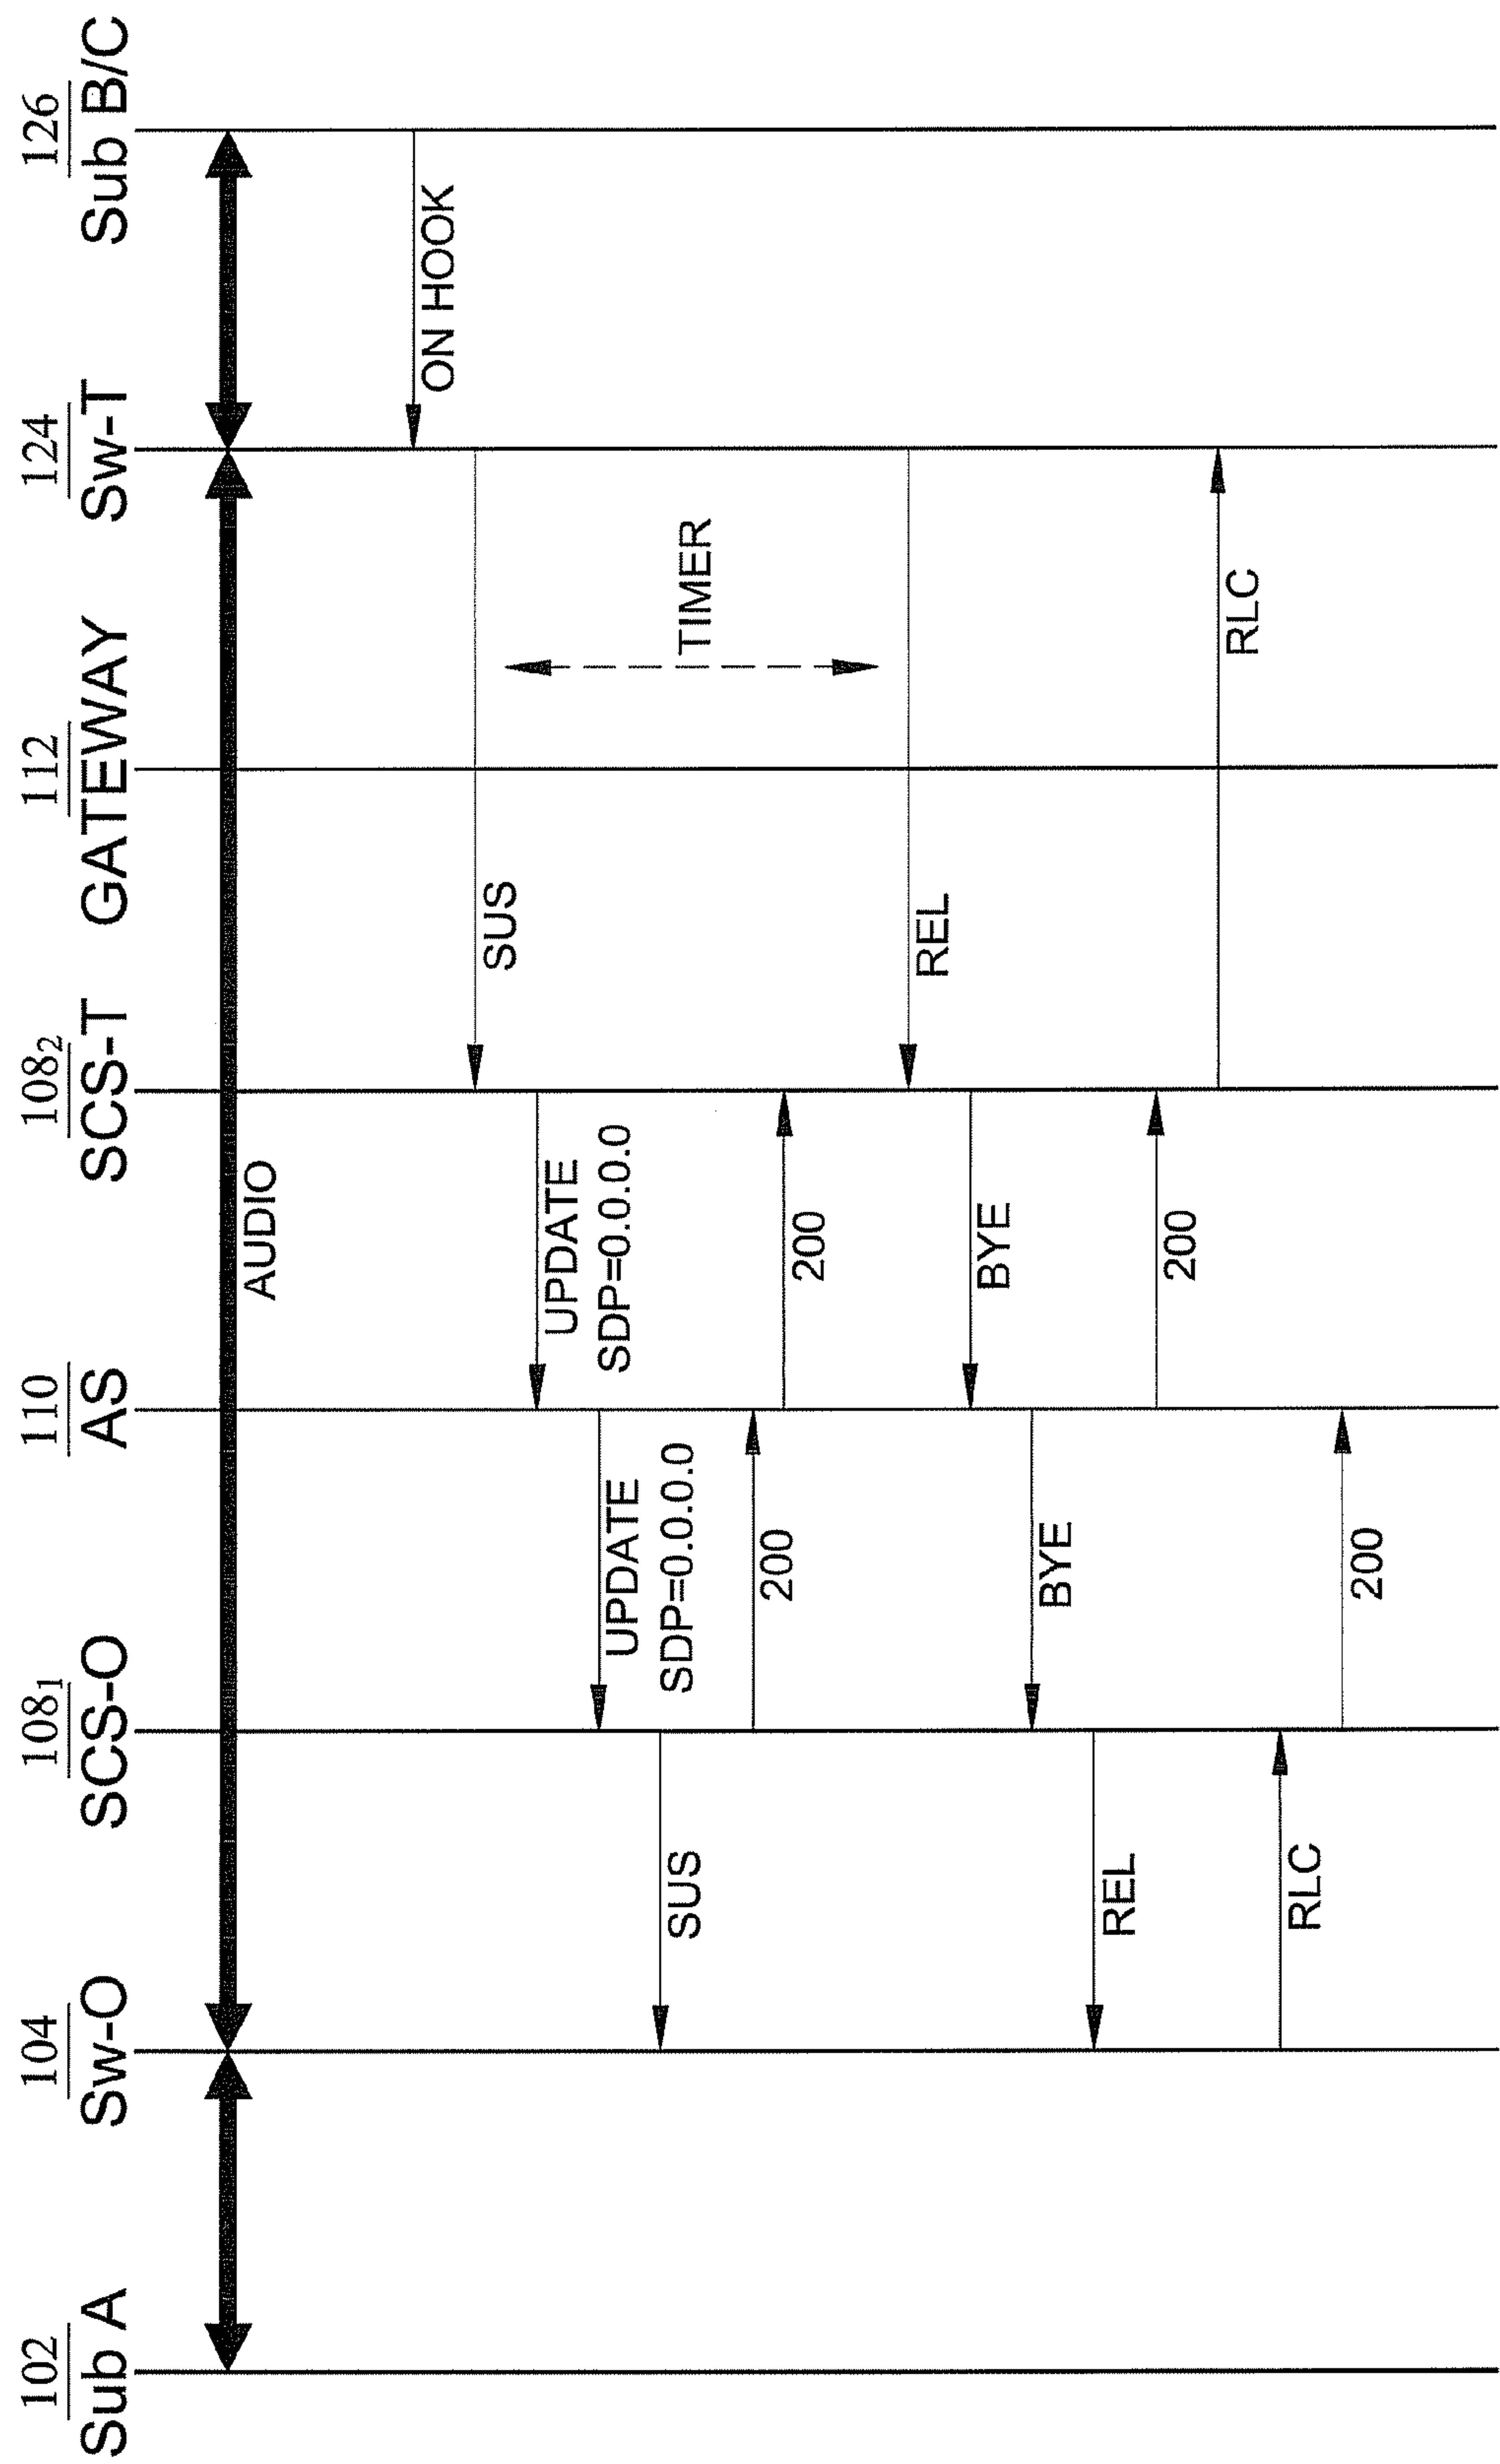 102 104 108₁ 110 108₂ 112 124 126
Sub A Sw-O SCS-O AS SCS-T GATEWAY Sw-T Sub B/C
AUDIO
ON HOOK
SUS
UPDATE
SDP=0.0.0.0
UPDATE
SDP=0.0.0.0
SUS
TIMER
200
200
REL
BYE
BYE
REL
200
RLC
RLC
200